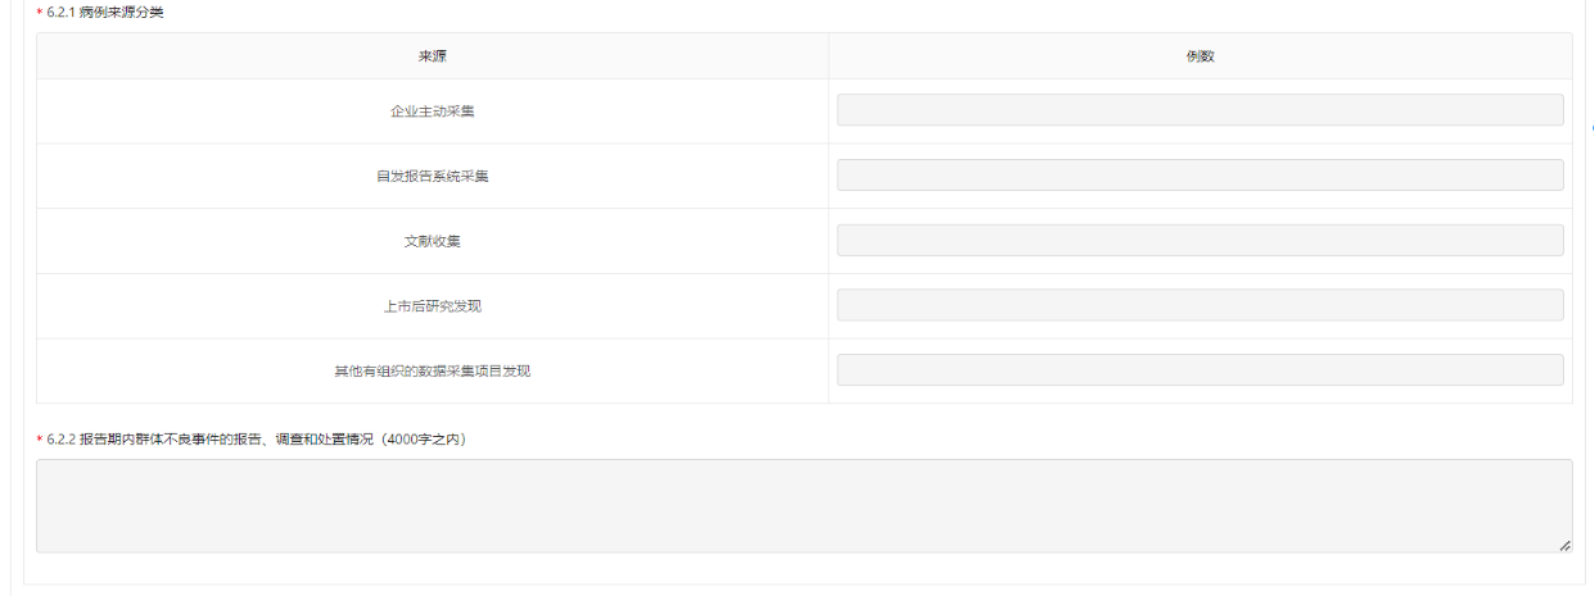 * 6.2.1 病例来源分类
来源 例数
企业主动采集
自发报告系统采集
文献收集
上市后研究发现
其他有组织的数据采集项目发现
* 6.2.2 报告期内群体不良事件的报告、调查和处置情况（4000字之内）